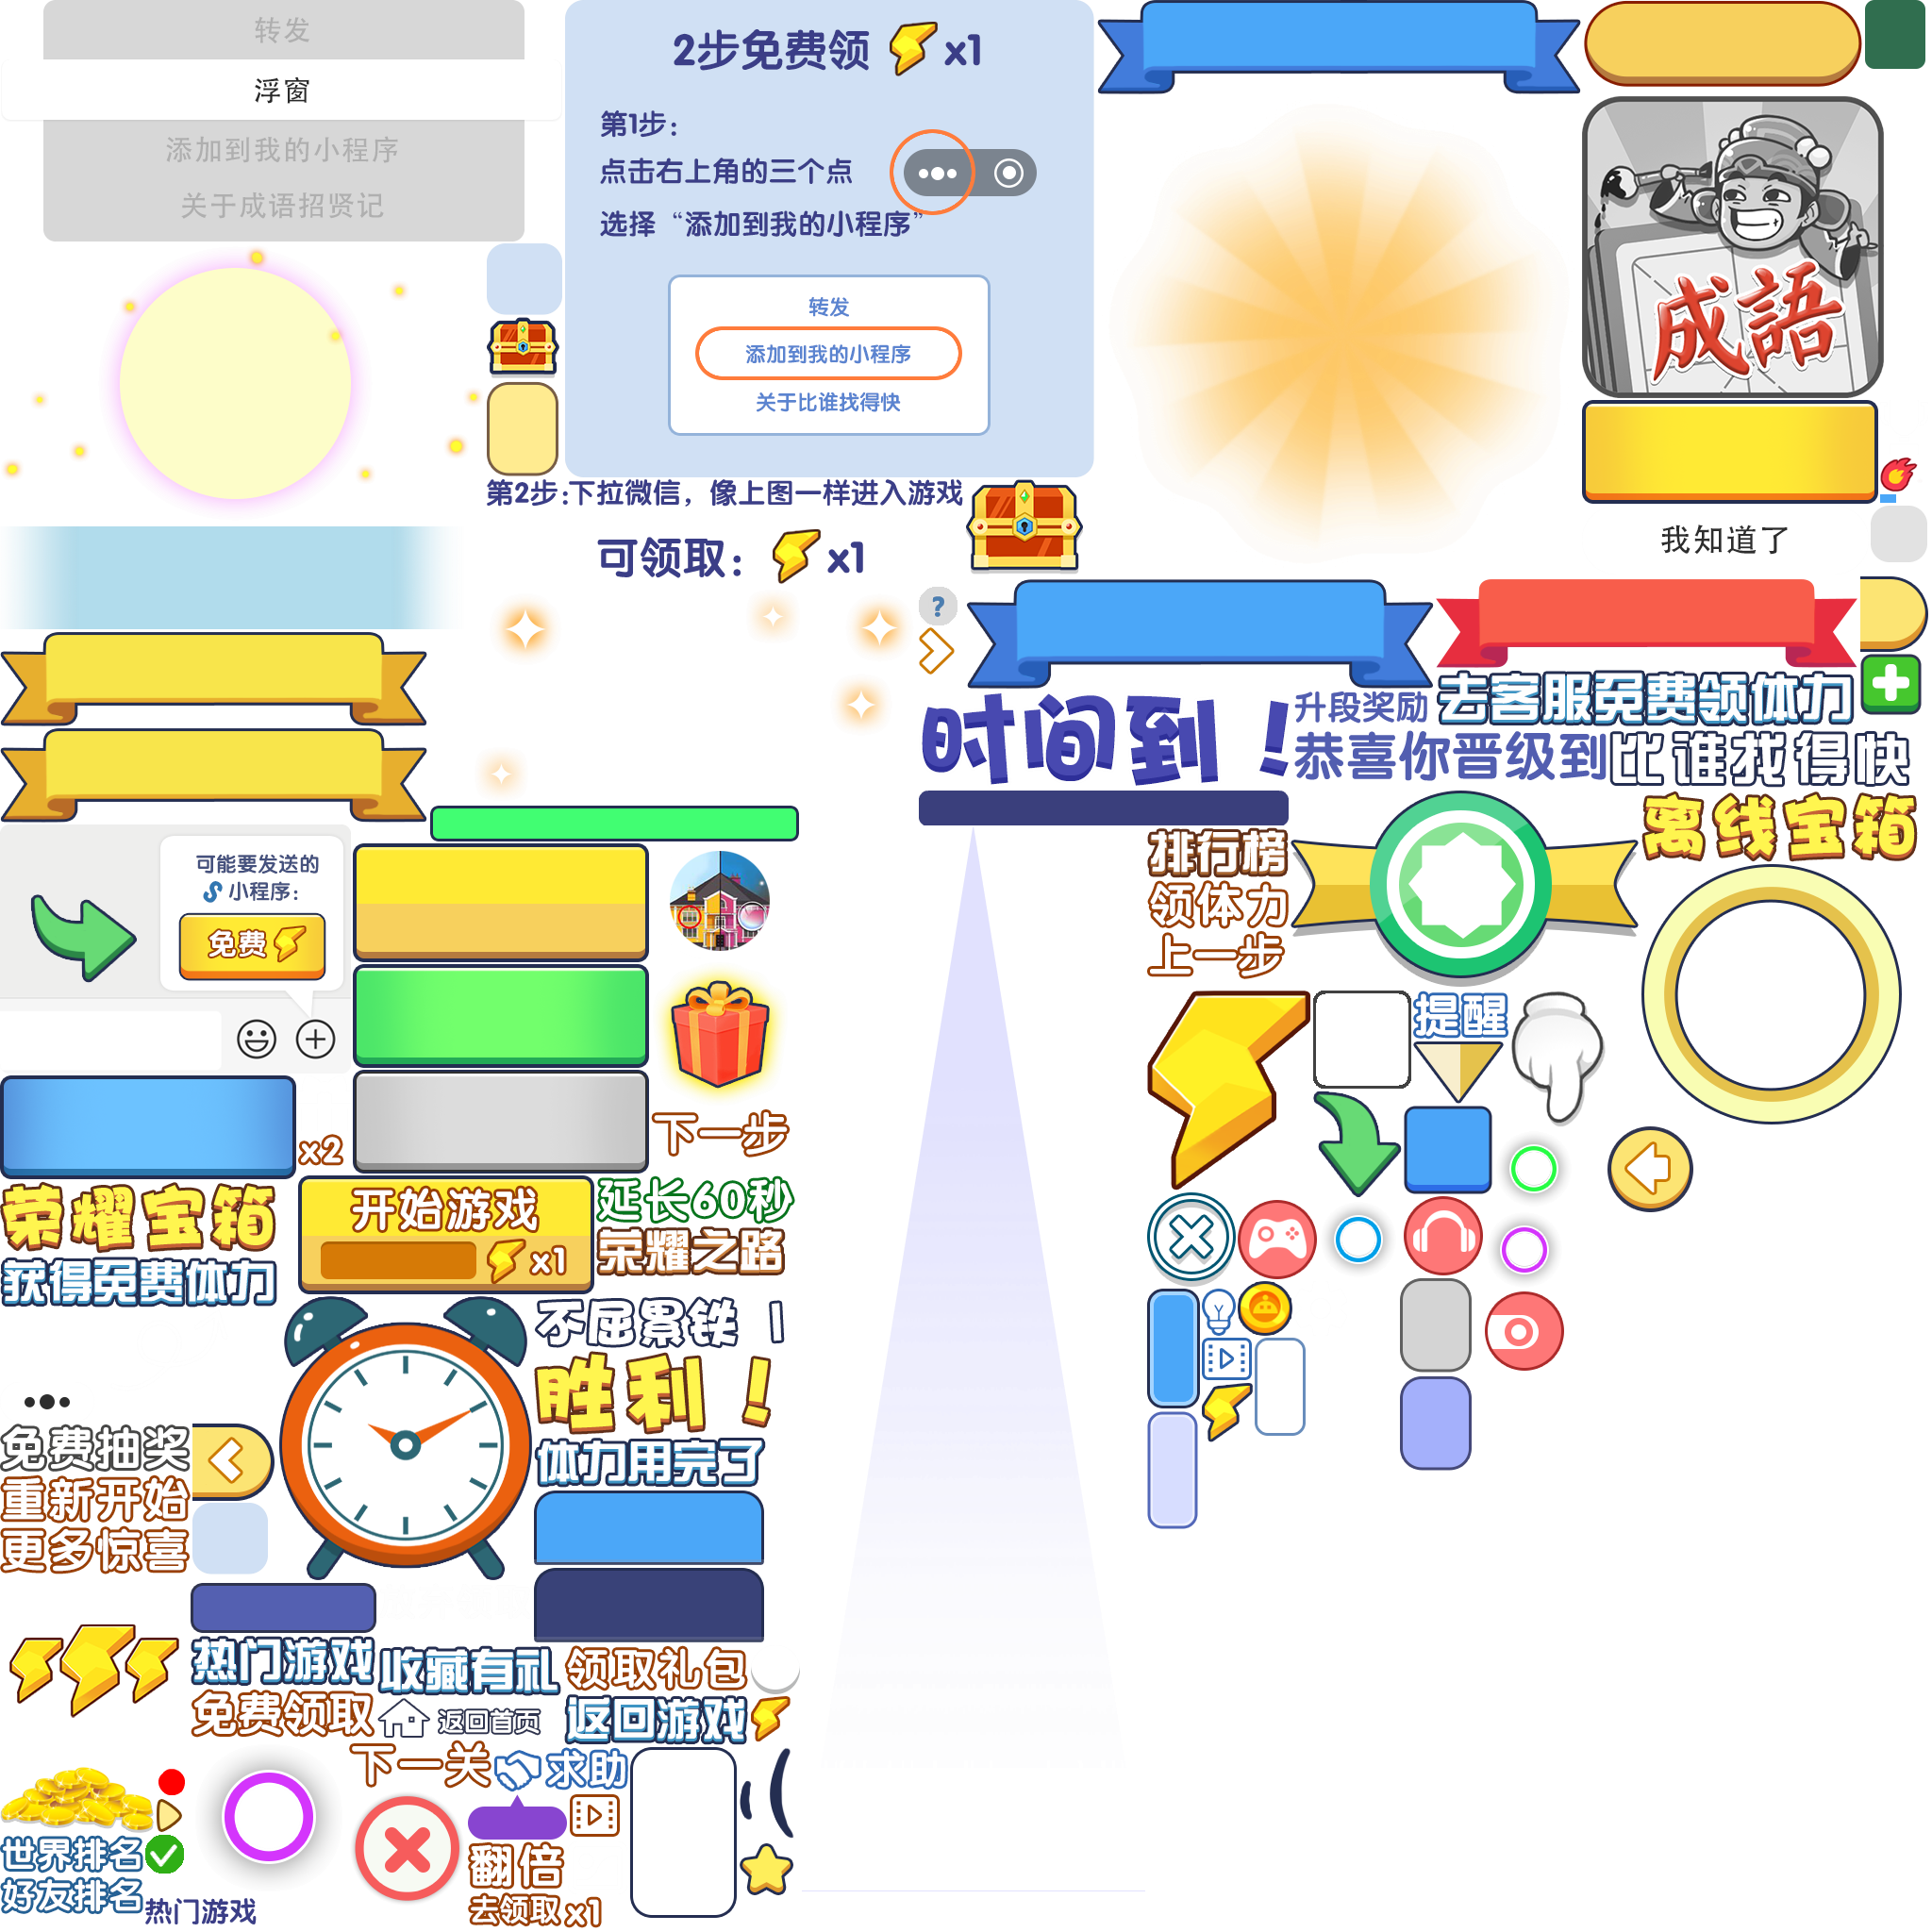 转发
浮窗
添加到我的小程序
关于成语招贤记
2步免费领 x1
第1步:
点击右上角的三个点
选择“添加到我的小程序”
转发
添加到我的小程序
关于比谁找得快
第2步:下拉微信，像上图一样进入游戏
可领取: x1
成語
我知道了
?
时间到！
升段奖励
恭喜你晋级到
去客服免费领体力
比谁找得快
离线宝箱
排行榜
领体力
上一步
提醒
可能要发送的
小程序:
免费
x2
下一步
荣耀宝箱
获得免费体力
开始游戏
x1
延长60秒
荣耀之路
不屈黑铁 I
胜利！
体力用完了
免费抽奖
重新开始
更多惊喜
热门游戏
免费领取
收藏有礼
返回首页
领取礼包
返回游戏
下一关
求助
世界排名
好友排名
热门游戏
翻倍
去领取 x1